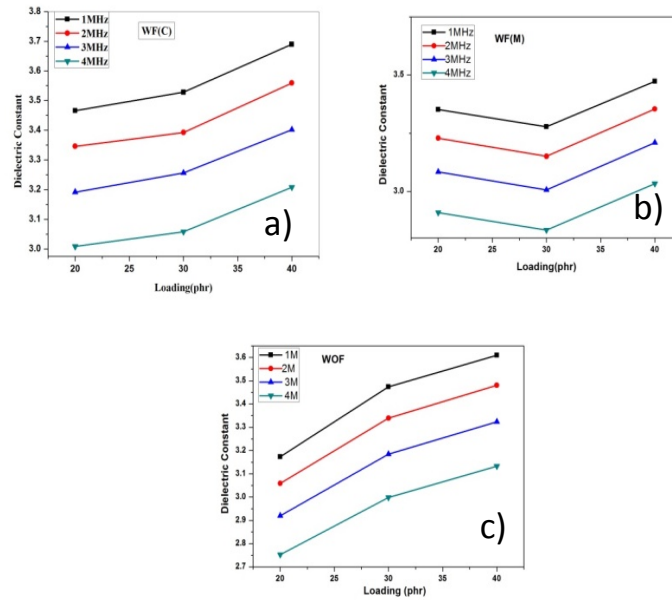 3.8
1MHz
2MHz
3MHz
4MHz
WF(C)
3.7
3.6
3.5
3.4
3.3
3.2
3.1
3.0
Dielectric Constant
20
25
30
35
40
Loading(phr)
a)
1MHz
2MHz
3MHz
4MHz
WF(M)
3.5
3.0
Dielectric Constant
20
25
30
35
40
Loading(phr)
b)
1M
2M
3M
4M
WOF
3.6
3.5
3.4
3.3
3.2
3.1
3.0
2.9
2.8
2.7
Dielectric Constant
20
30
40
Loading (phr)
c)